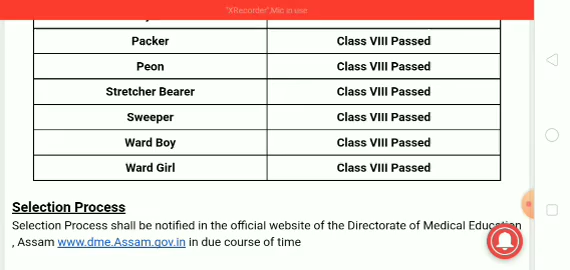 "XRecorder",Mic in use
Packer Class VIII Passed
Peon Class VIII Passed
Stretcher Bearer Class VIII Passed
Sweeper Class VIII Passed
Ward Boy Class VIII Passed
Ward Girl Class VIII Passed
Selection Process
Selection Process shall be notified in the official website of the Directorate of Medical Education
, Assam www.dme.Assam.gov.in in due course of time